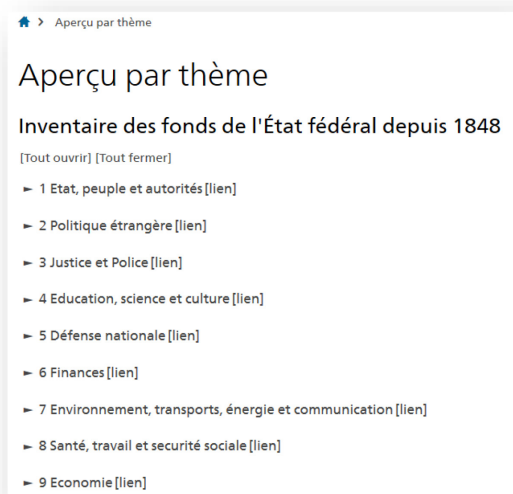 > Aperçu par thème
Aperçu par thème
Inventaire des fonds de l'État fédéral depuis 1848
[Tout ouvrir] [Tout fermer]
► 1 Etat, peuple et autorités [lien]
► 2 Politique étrangère [lien]
► 3 Justice et Police [lien]
► 4 Education, science et culture [lien]
► 5 Défense nationale [lien]
► 6 Finances [lien]
► 7 Environnement, transports, énergie et communication [lien]
► 8 Santé, travail et securité sociale [lien]
► 9 Economie [lien]